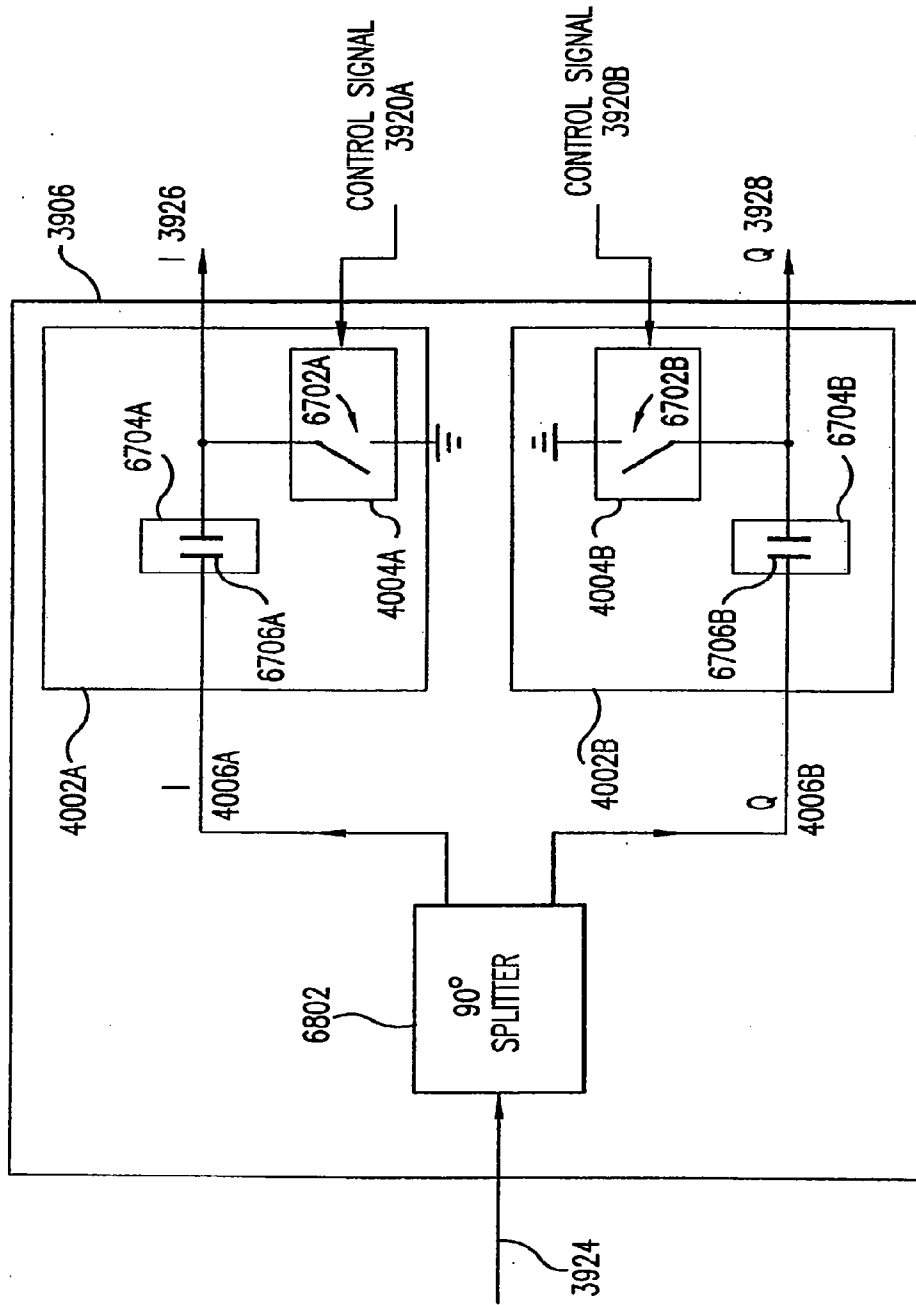 3906
I 3926
CONTROL SIGNAL
3920A
CONTROL SIGNAL
3920B
Q 3928
6704A
6702A
4004A
6706A
4002A
I
4006A
6702B
6704B
4004B
6706B
4002B
Q
4006B
6802
90°
SPLITTER
3924